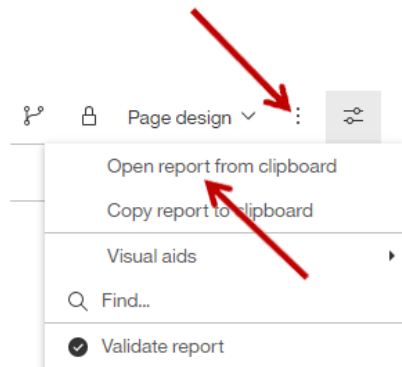 Page design
Open report from clipboard
Copy report to clipboard
Visual aids
Find...
Validate report